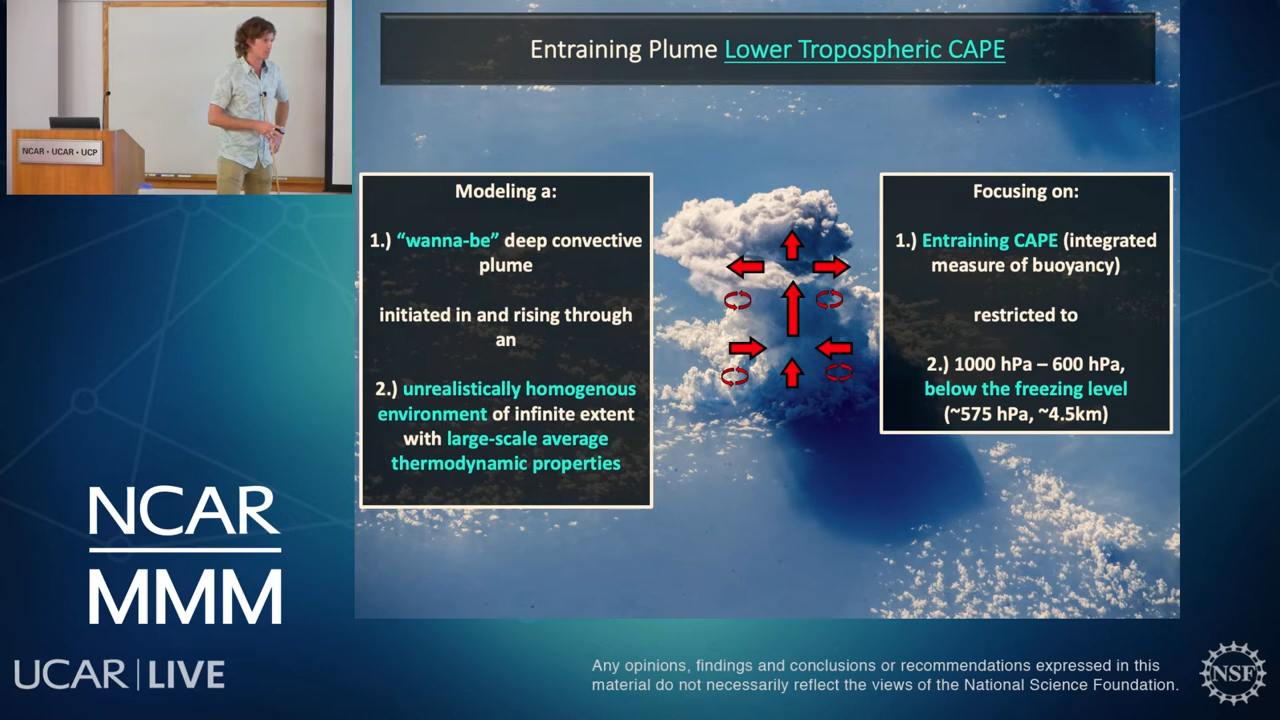 Entraining Plume Lower Tropospheric CAPE
NCAR • UCAR • UCP
Modeling a:
1.) “wanna-be” deep convective
plume
initiated in and rising through
an
2.) unrealistically homogenous
environment of infinite extent
with large-scale average
thermodynamic properties
Focusing on:
1.) Entraining CAPE (integrated
measure of buoyancy)
restricted to
2.) 1000 hPa – 600 hPa,
below the freezing level
(~575 hPa, ~4.5km)
NCAR
MMM
UCAR | LIVE
Any opinions, findings and conclusions or recommendations expressed in this
material do not necessarily reflect the views of the National Science Foundation.
NSF